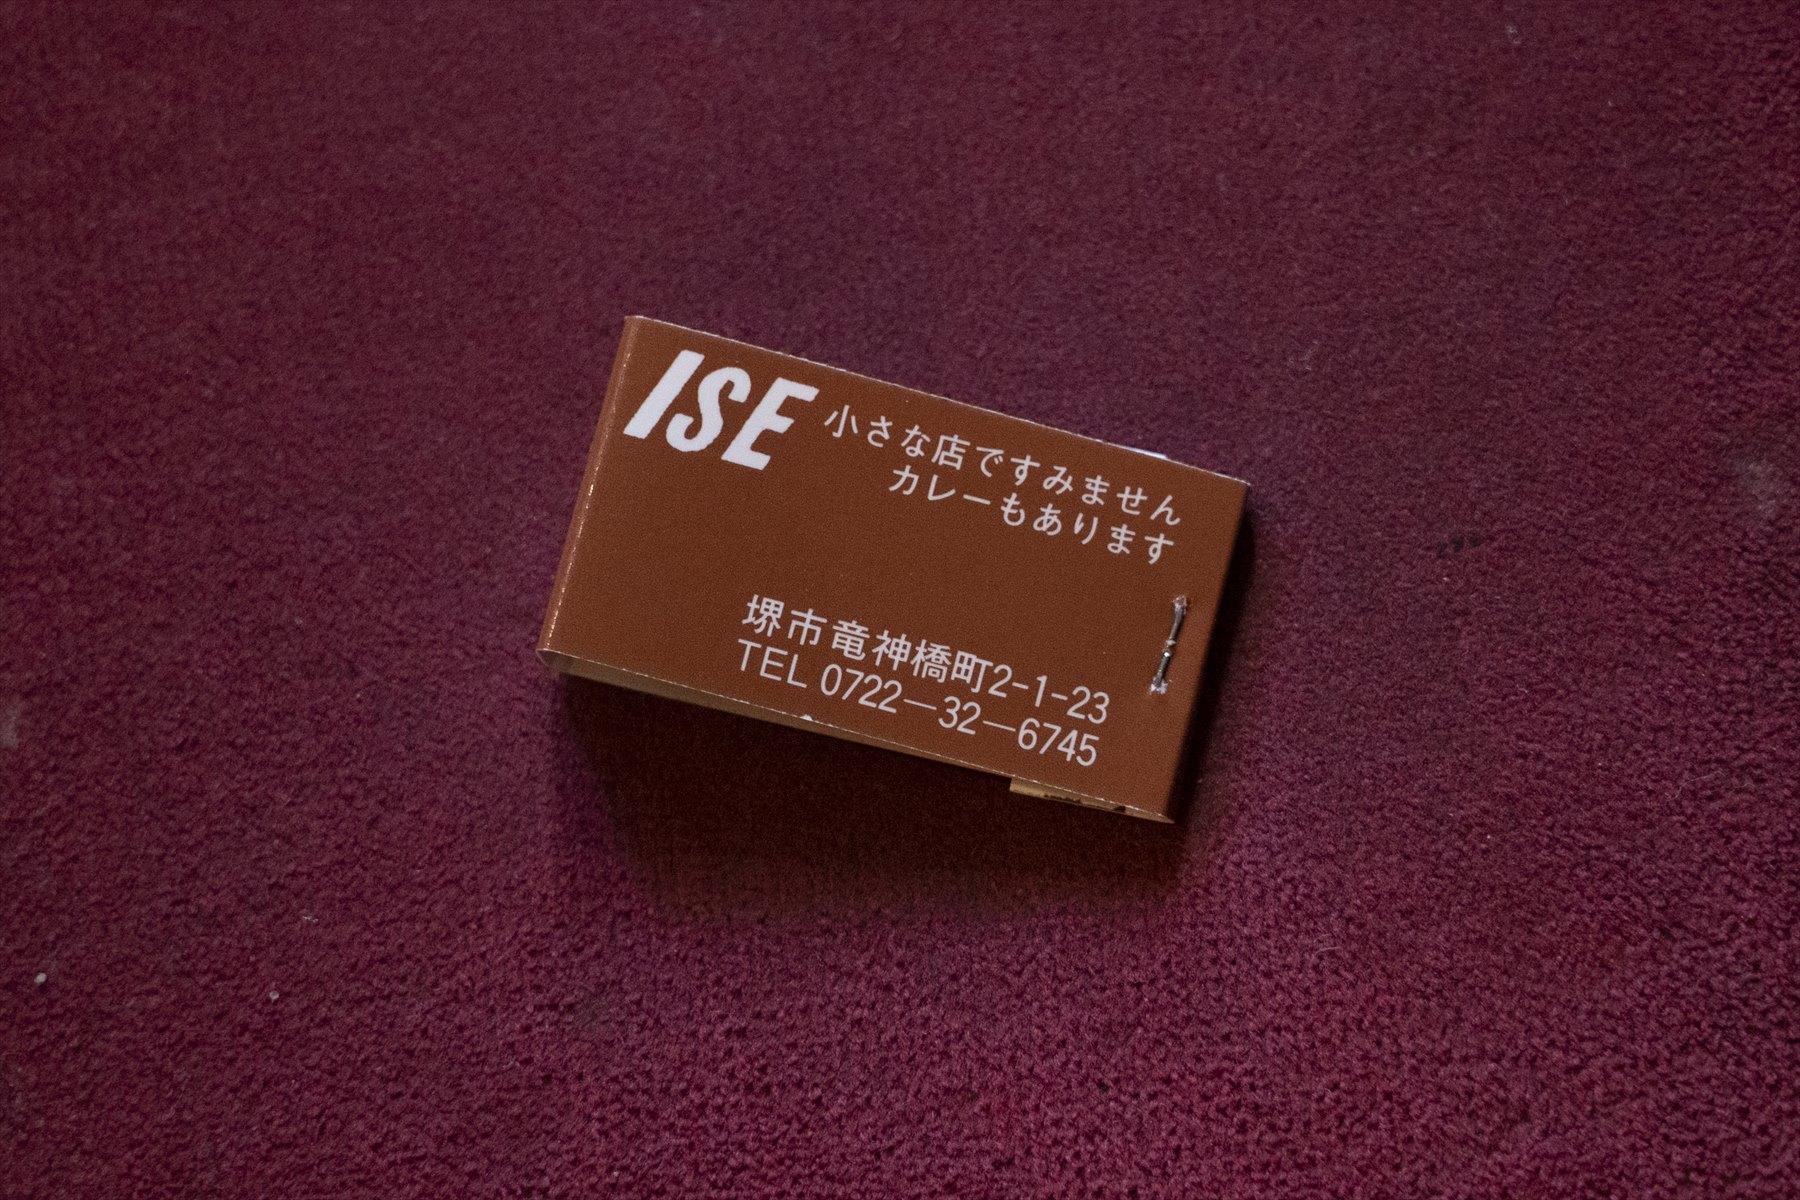 ISE
小さな店ですみません
カレーもあります
堺市竜神橋町2-1-23
TEL 0722—32—6745